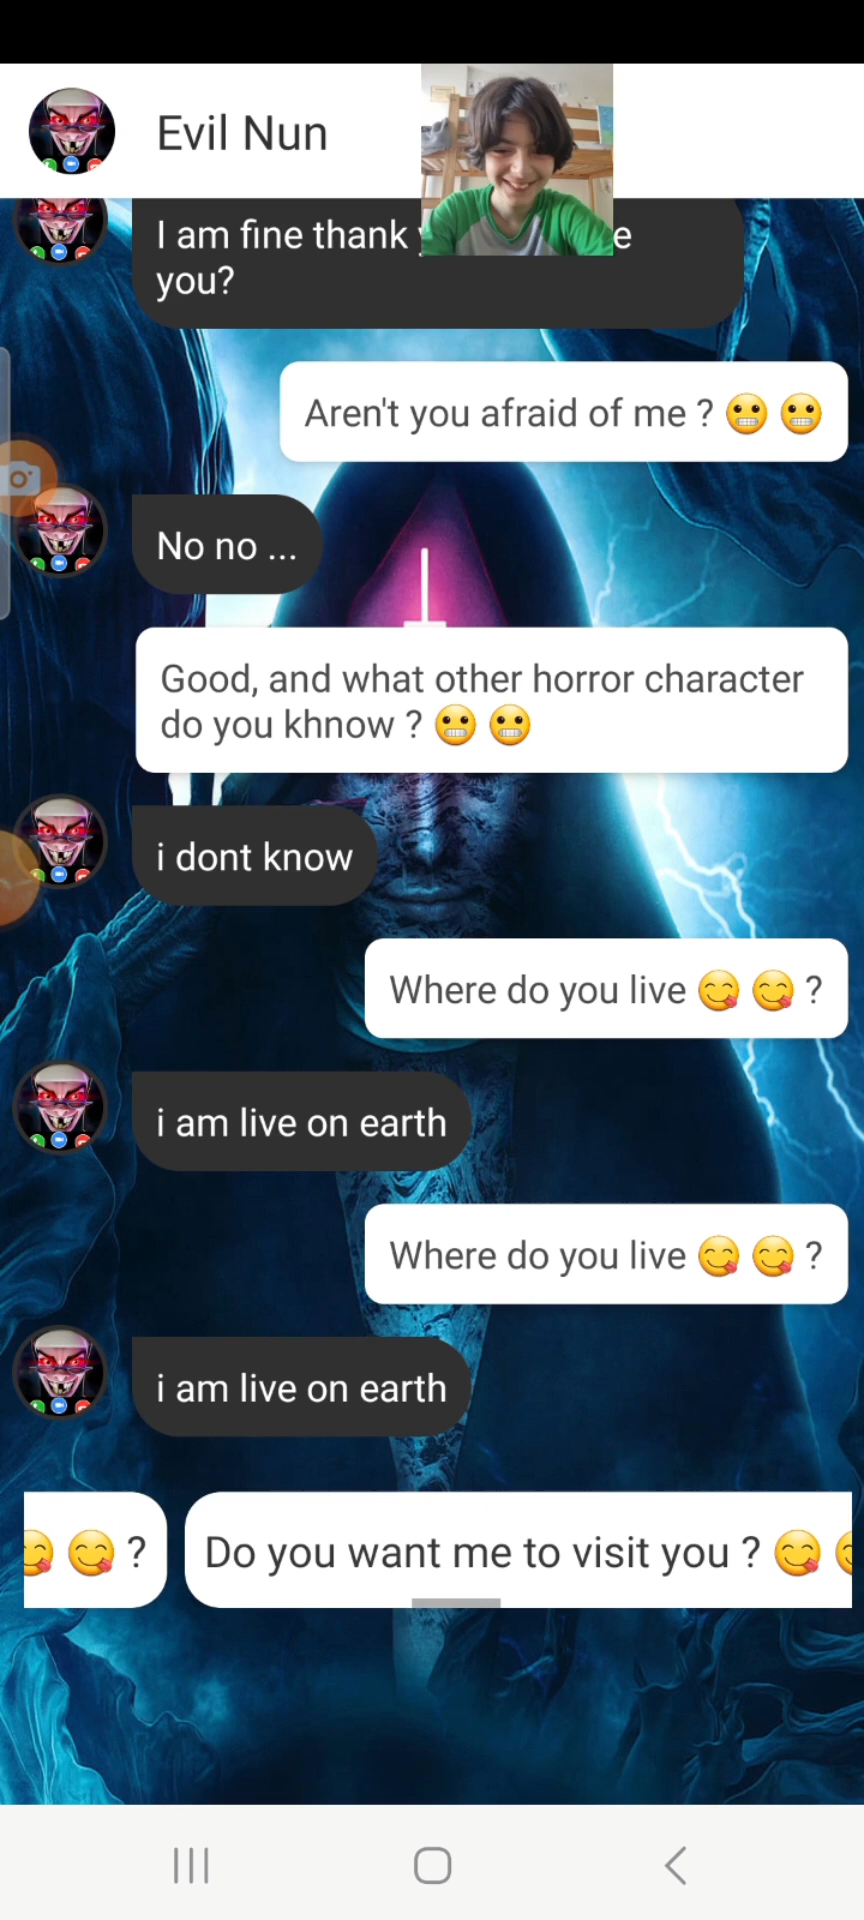 Evil Nun
I am fine thank e
you?
Aren't you afraid of me ? 😬 😬
No no ...
Good, and what other horror character
do you khnow ? 😬 😬
i dont know
Where do you live 😋 😋 ?
i am live on earth
Where do you live 😋 😋 ?
i am live on earth
😋 😋 ? Do you want me to visit you ? 😋 😋